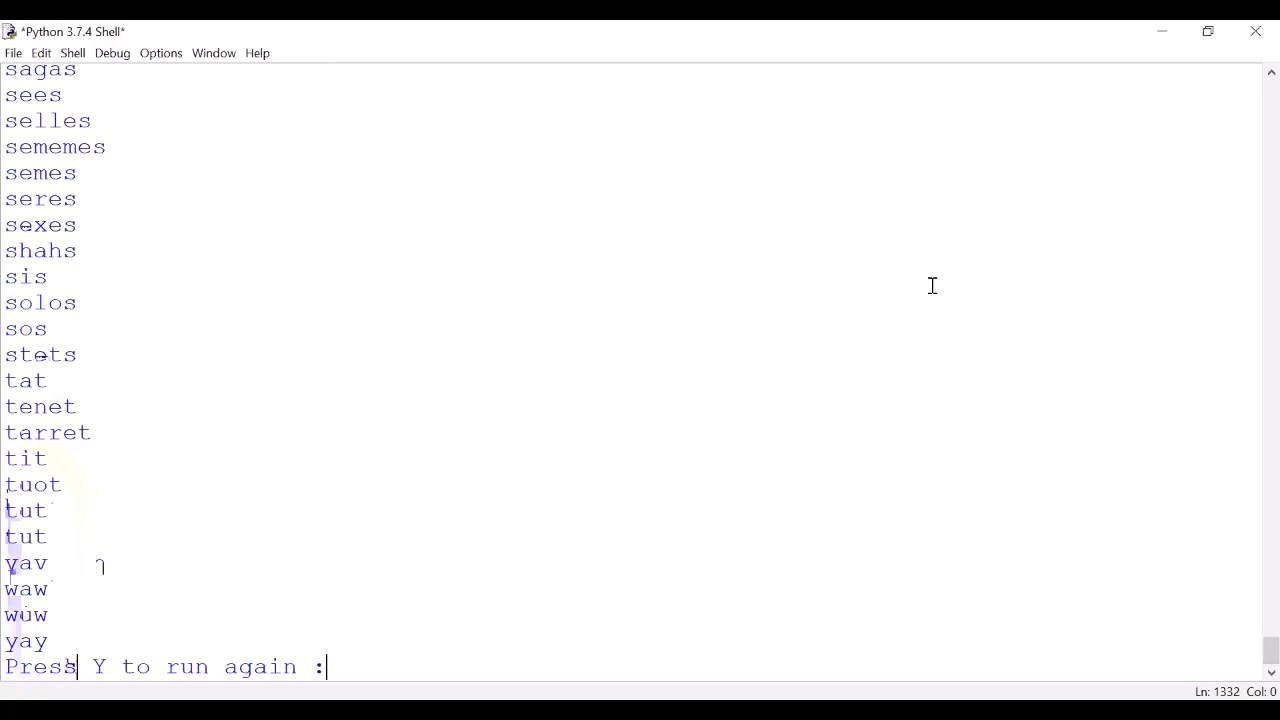 *Python 3.7.4 Shell*
File Edit Shell Debug Options Window Help
sagas
sees
selles
sememes
semes
seres
sexes
shahs
sis
solos
sos
stets
tat
tenet
tarret
tit
tuot
tut
tut
yav
waw
wuw
yay
Press Y to run again :
Ln: 1332 Col: 0